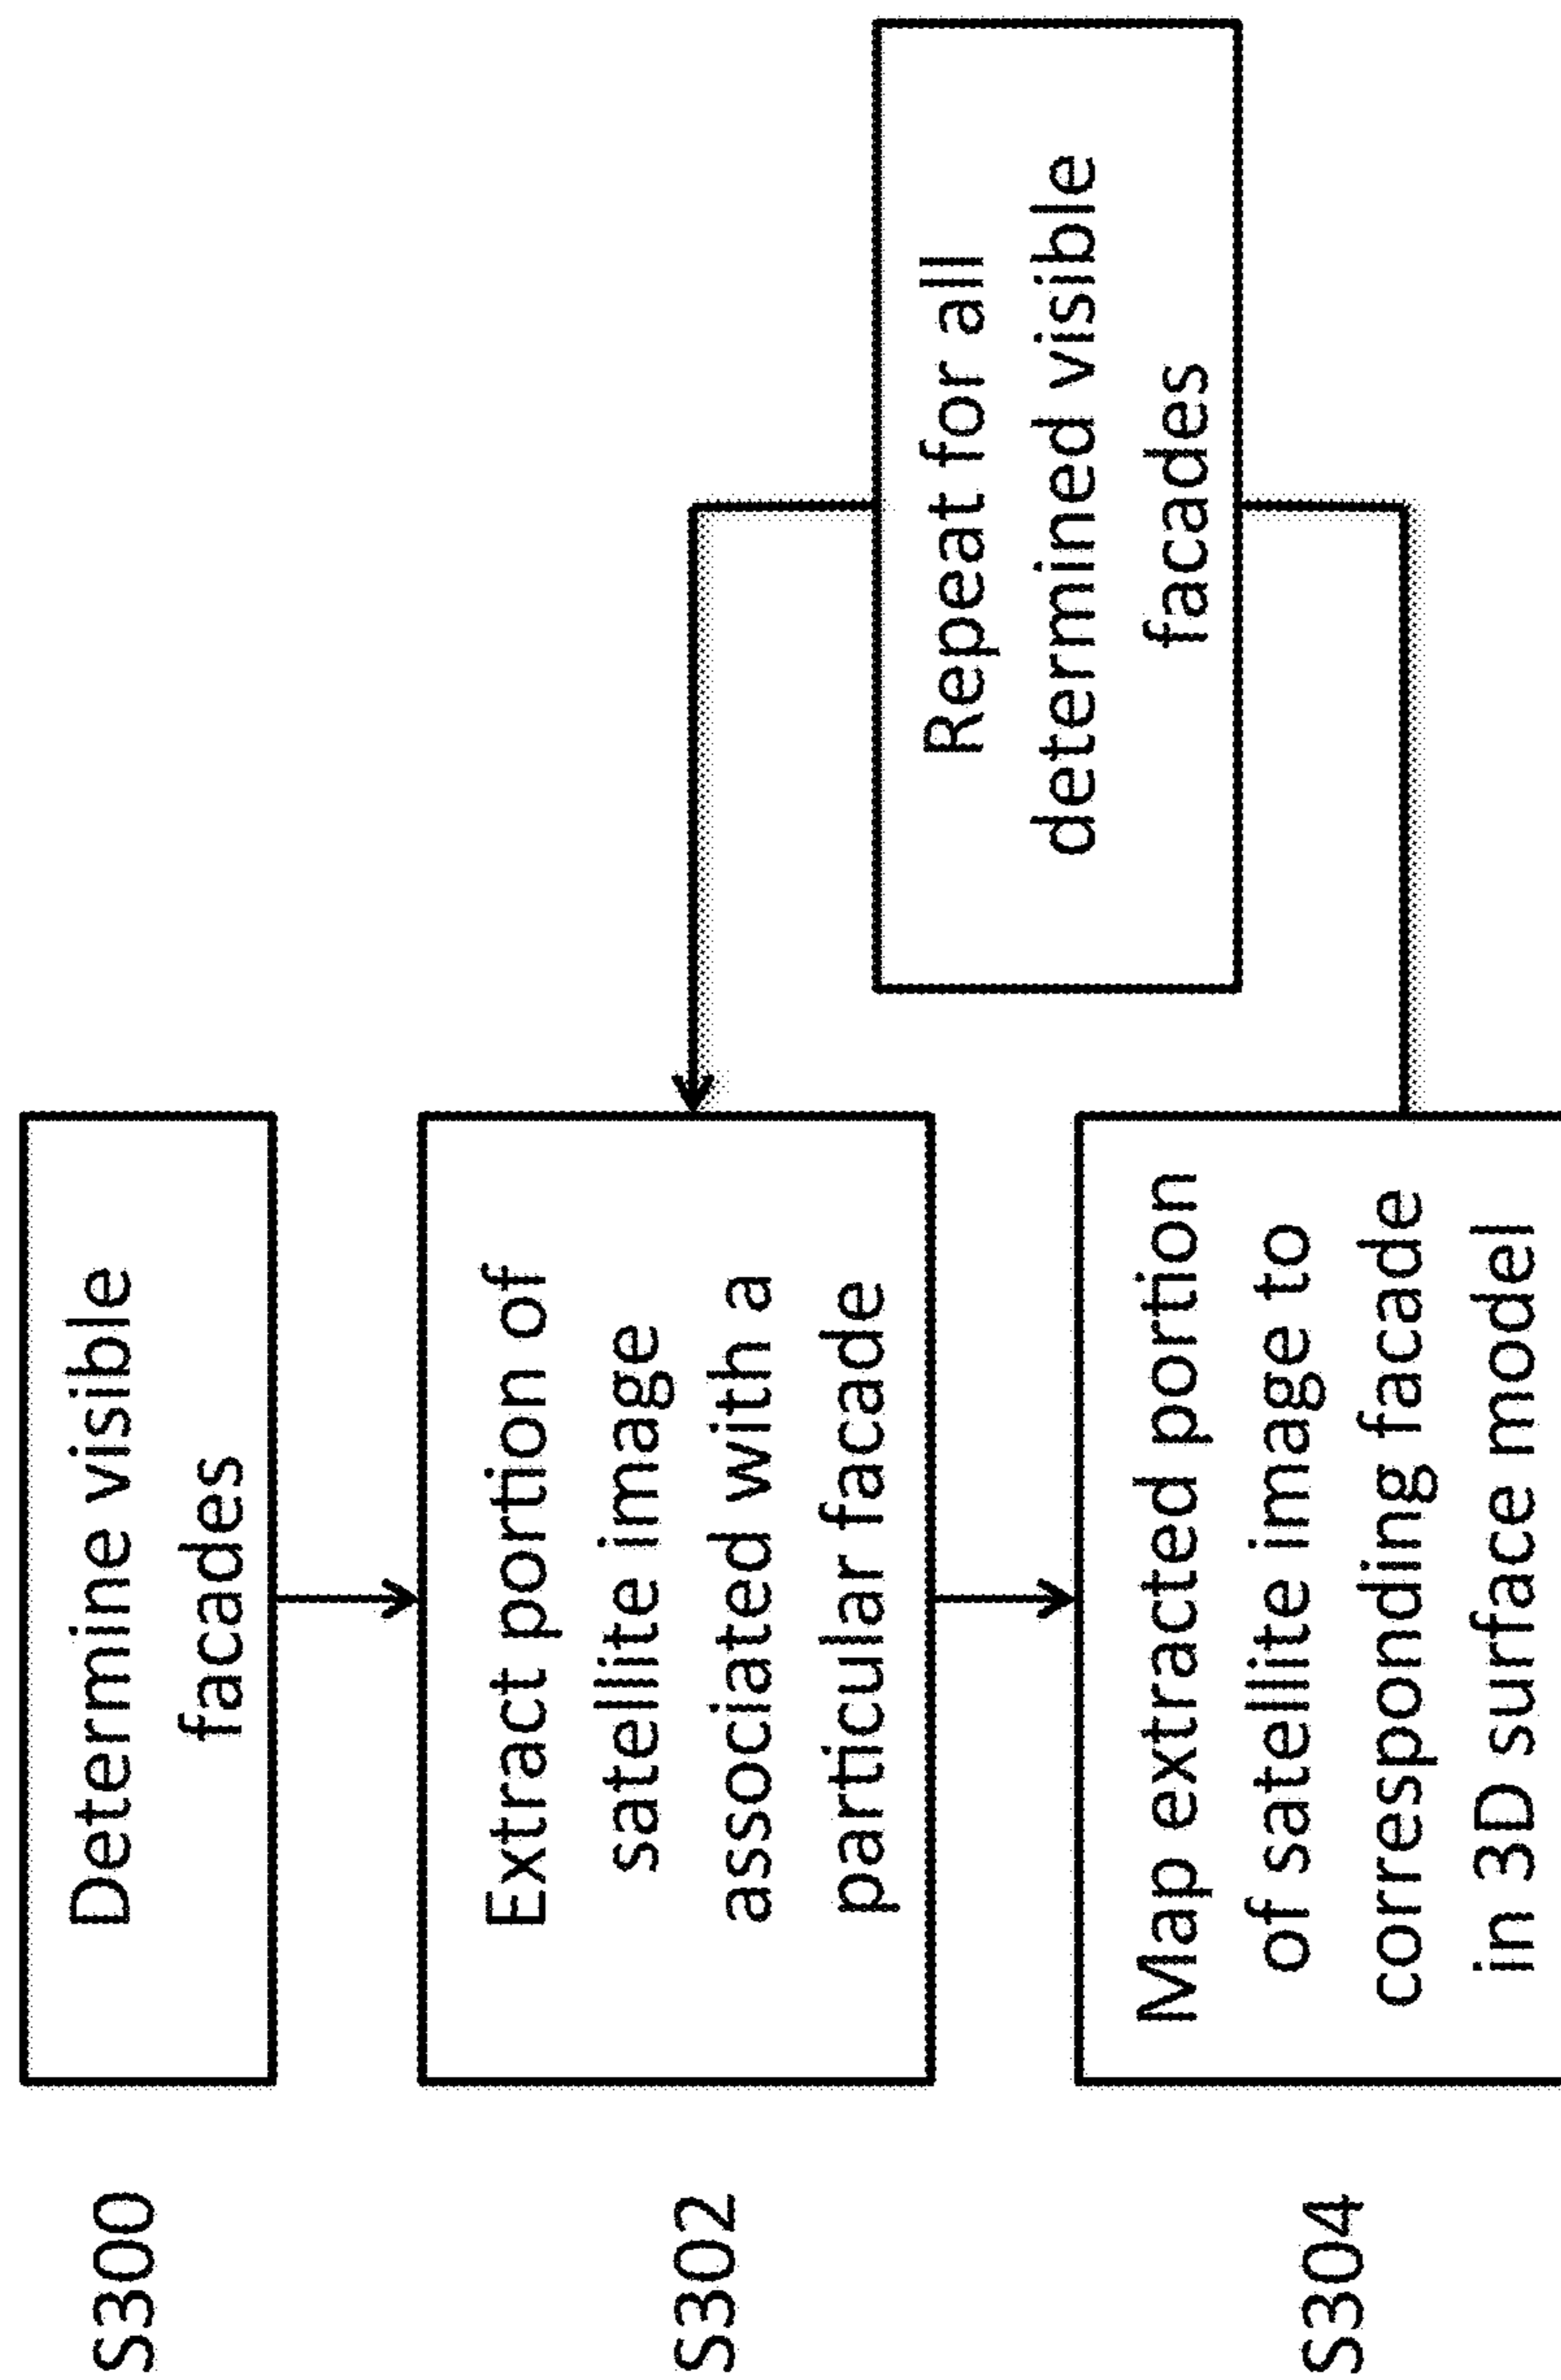 S300
Determine visible
facades
S302
Extract portion of
satellite image
associated with a
particular facade
S304
Map extracted portion
of satellite image to
corresponding facade
in 3D surface model
Repeat for all
determined visible
facades